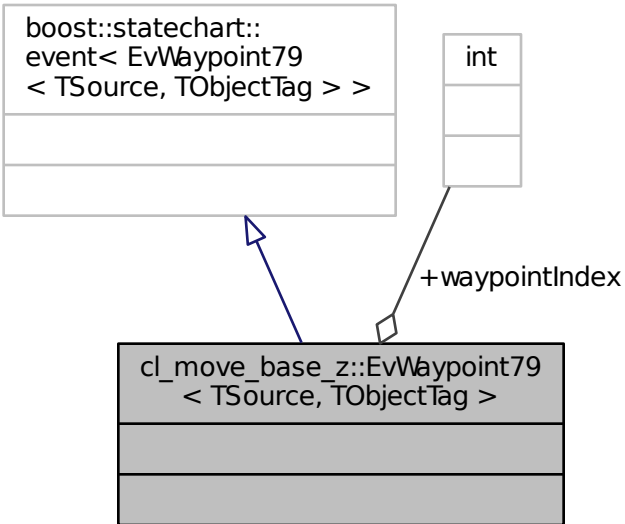 boost::statechart::
event< EvWaypoint79
< TSource, TObjectTag > >
int
+waypointIndex
cl_move_base_z::EvWaypoint79
< TSource, TObjectTag >